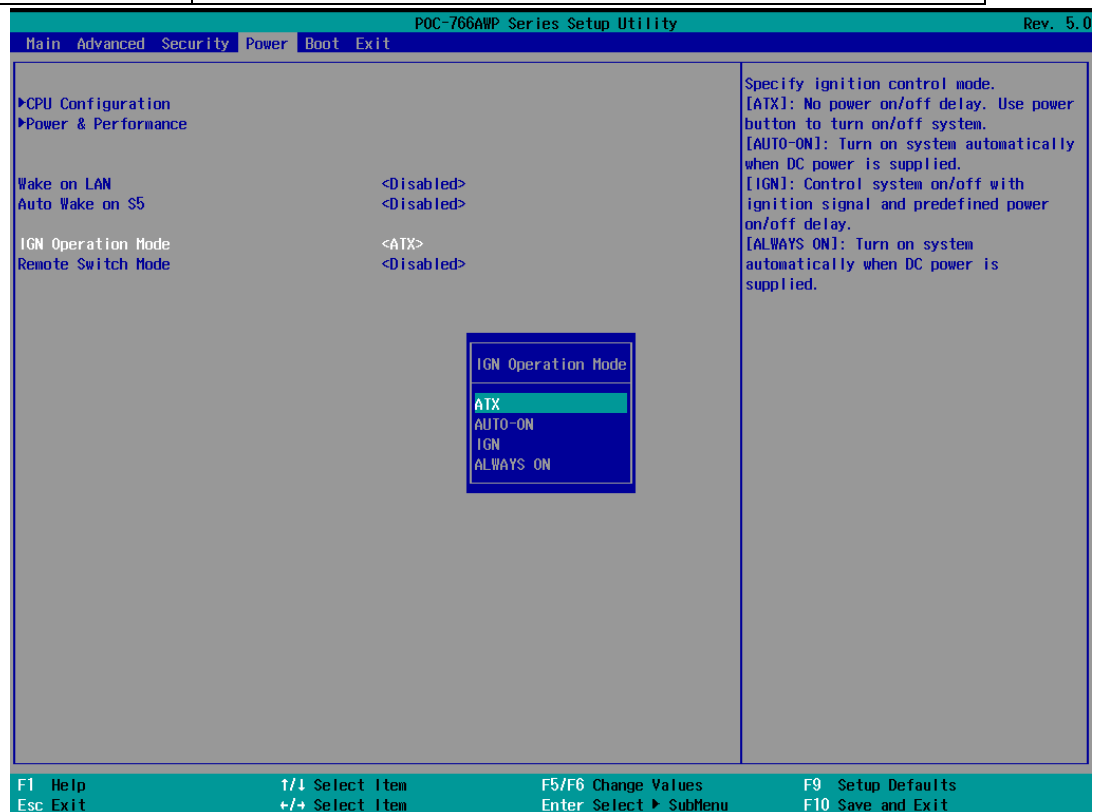 POC-766AWP Series Setup Utility Rev. 5.0
Main Advanced Security Power Boot Exit
▶CPU Configuration
▶Power & Performance
Wake on LAN <Disabled>
Auto Wake on S5 <Disabled>
IGN Operation Mode <ATX>
Remote Switch Mode <Disabled>
Specify ignition control mode.
[ATX]: No power on/off delay. Use power
button to turn on/off system.
[AUTO-ON]: Turn on system automatically
when DC power is supplied.
[IGN]: Control system on/off with
ignition signal and predefined power
on/off delay.
[ALWAYS ON]: Turn on system
automatically when DC power is
supplied.
IGN Operation Mode
ATX
AUTO-ON
IGN
ALWAYS ON
F1 Help ↑/↓ Select Item F5/F6 Change Values F9 Setup Defaults
Esc Exit ←/→ Select Item Enter Select ▶ SubMenu F10 Save and Exit